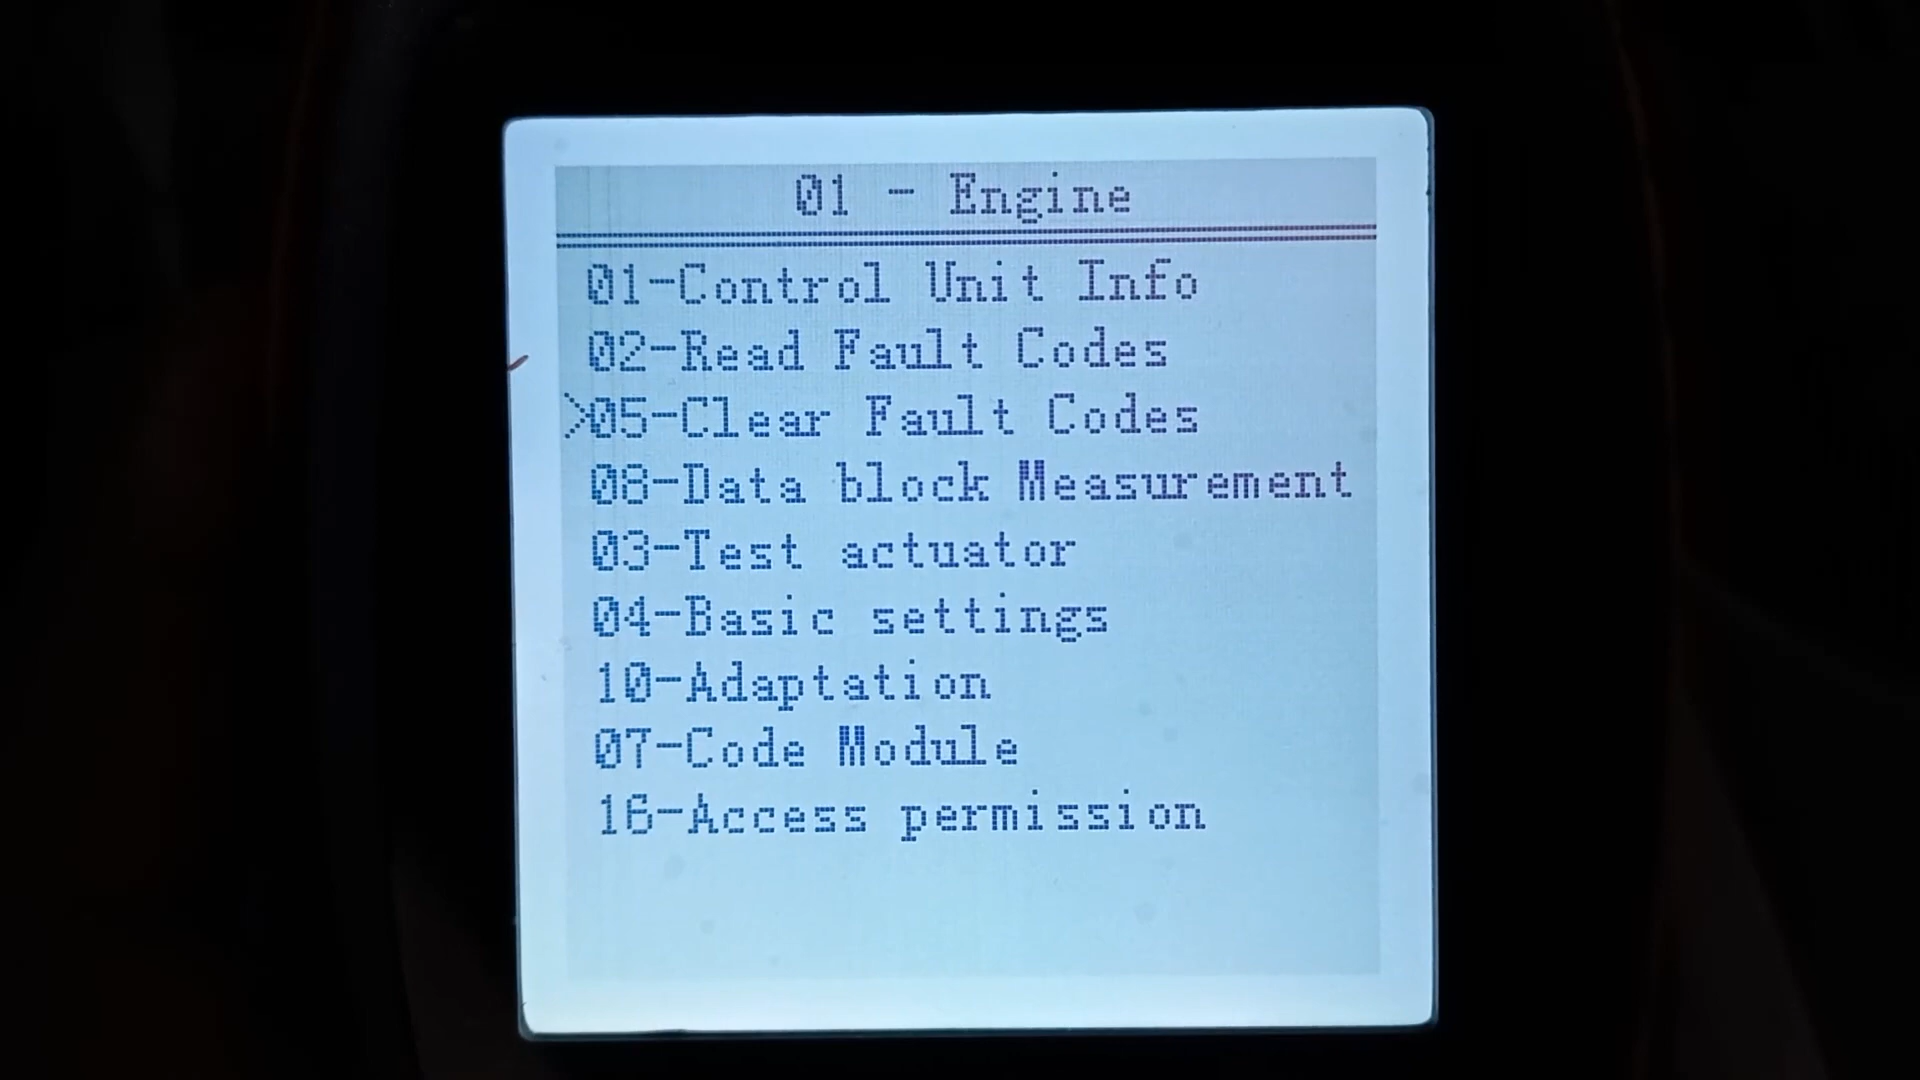 01 - Engine
01-Control Unit Info
02-Read Fault Codes
>05-Clear Fault Codes
08-Data block Measurement
03-Test actuator
04-Basic settings
10-Adaptation
07-Code Module
16-Access permission